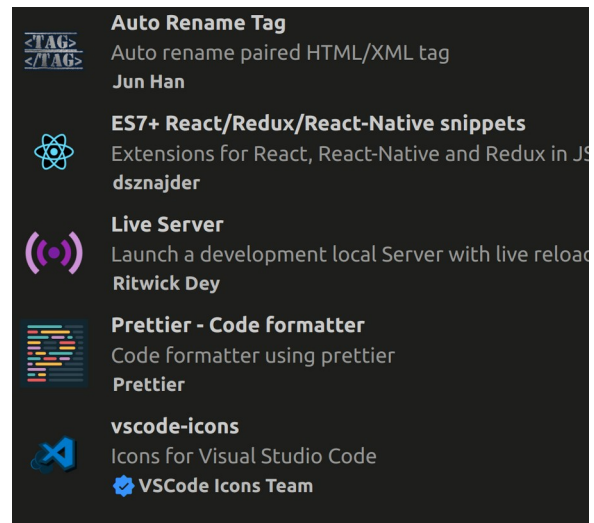 <TAG>
</TAG>
Auto Rename Tag
Auto rename paired HTML/XML tag
Jun Han
ES7+ React/Redux/React-Native snippets
Extensions for React, React-Native and Redux in JS
dsznajder
Live Server
Launch a development local Server with live reload
Ritwick Dey
Prettier - Code formatter
Code formatter using prettier
Prettier
vscode-icons
Icons for Visual Studio Code
VSCode Icons Team